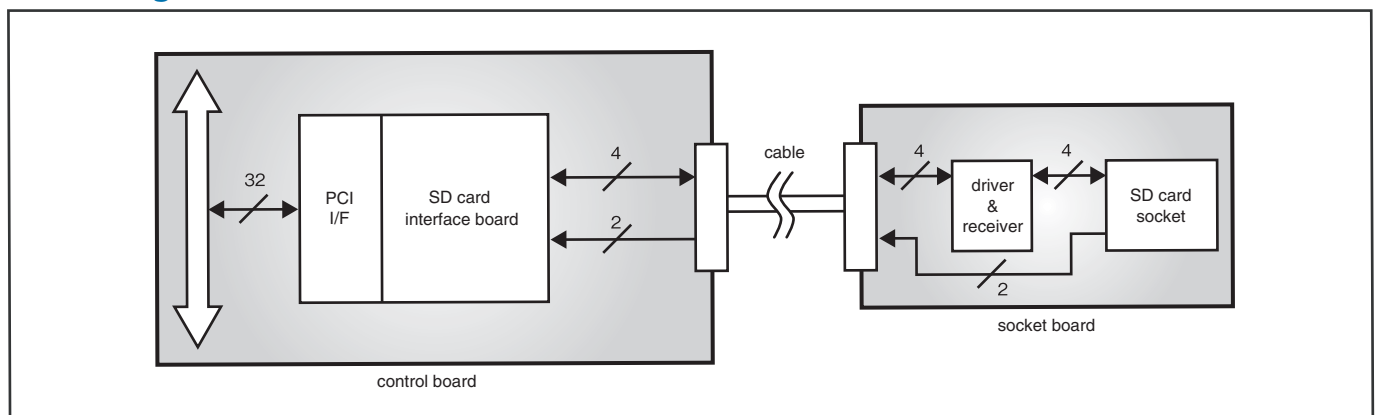 32
PCI
I/F
SD card
interface board
4
2
control board
cable
4
driver
&
receiver
4
SD card
socket
2
socket board